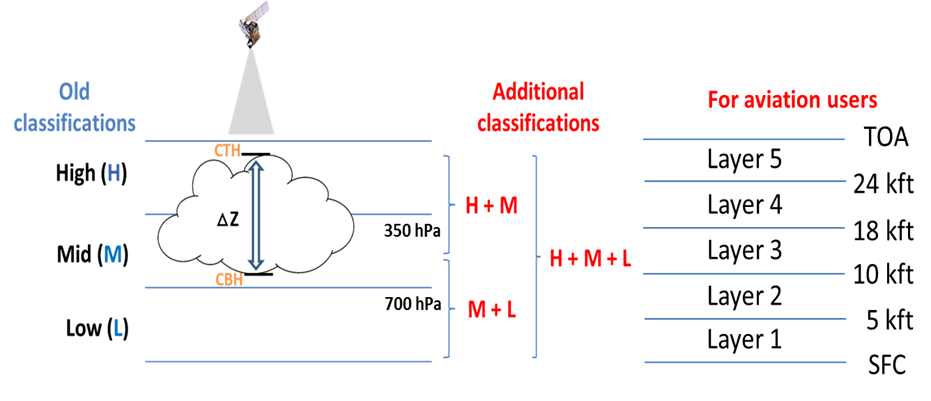 Old
classifications
High (H)
Mid (M)
Low (L)
CTH
ΔZ
CBH
350 hPa
700 hPa
Additional
classifications
H + M
M + L
H + M + L
For aviation users
TOA
Layer 5
24 kft
Layer 4
18 kft
Layer 3
10 kft
Layer 2
5 kft
Layer 1
SFC